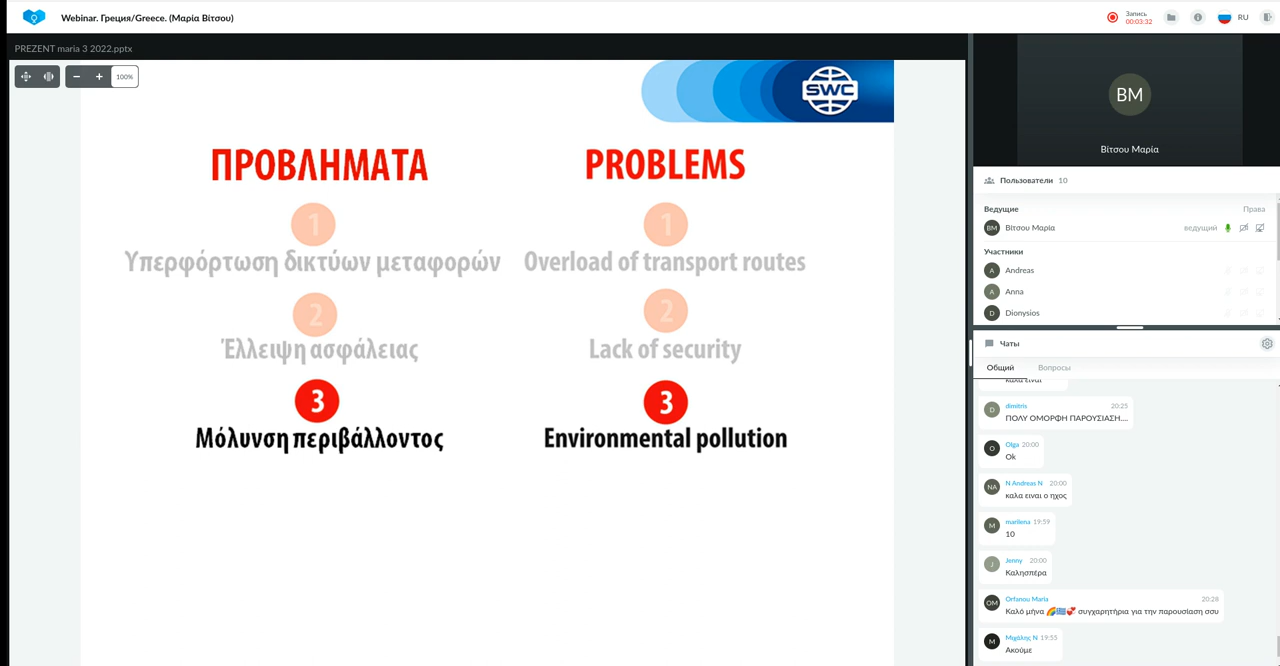 Webinar. Греция/Greece. (Μαρία Βίτσου)
Запись
00:03:32
RU
PREZENT maria 3 2022.pptx
100%
SWC
ΠΡΟΒΛΗΜΑΤΑ
PROBLEMS
1
1
Υπερφόρτωση δικτύων μεταφορών
Overload of transport routes
2
2
Έλλειψη ασφάλειας
Lack of security
3
3
Μόλυνση περιβάλλοντος
Environmental pollution
ΒΜ
Βίτσου Μαρία
Пользователи 10
Ведущие Права
ΒΜ Βίτσου Μαρία ведущий
Участники
A Andreas
A Anna
D Dionysios
Чаты
Общий Вопросы
καλα ειναι
D dimitris 20:25
ΠΟΛΥ ΟΜΟΡΦΗ ΠΑΡΟΥΣΙΑΣΗ....
O Olga 20:00
Ok
NA N Andreas N 20:00
καλα ειναι ο ηχος
M marilena 19:59
10
J Jenny 20:00
Καλησπέρα
OM Orfanou Maria 20:28
Καλό μήνα 🌈🇬🇷💞 συγχαρητήρια για την παρουσίαση σου
Μ Μιχάλης Ν 19:55
Ακούμε